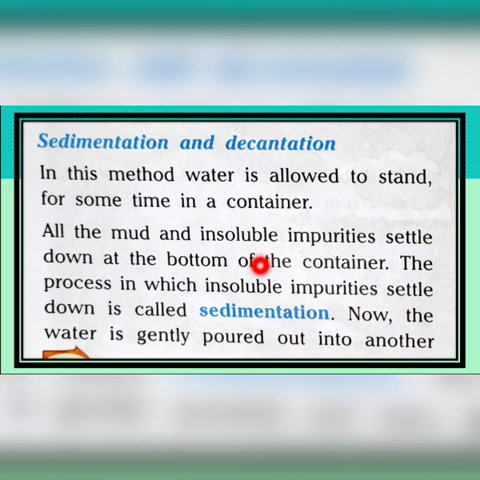 Sedimentation and decantation
In this method water is allowed to stand,
for some time in a container.
All the mud and insoluble impurities settle
down at the bottom of the container. The
process in which insoluble impurities settle
down is called sedimentation. Now, the
water is gently poured out into another